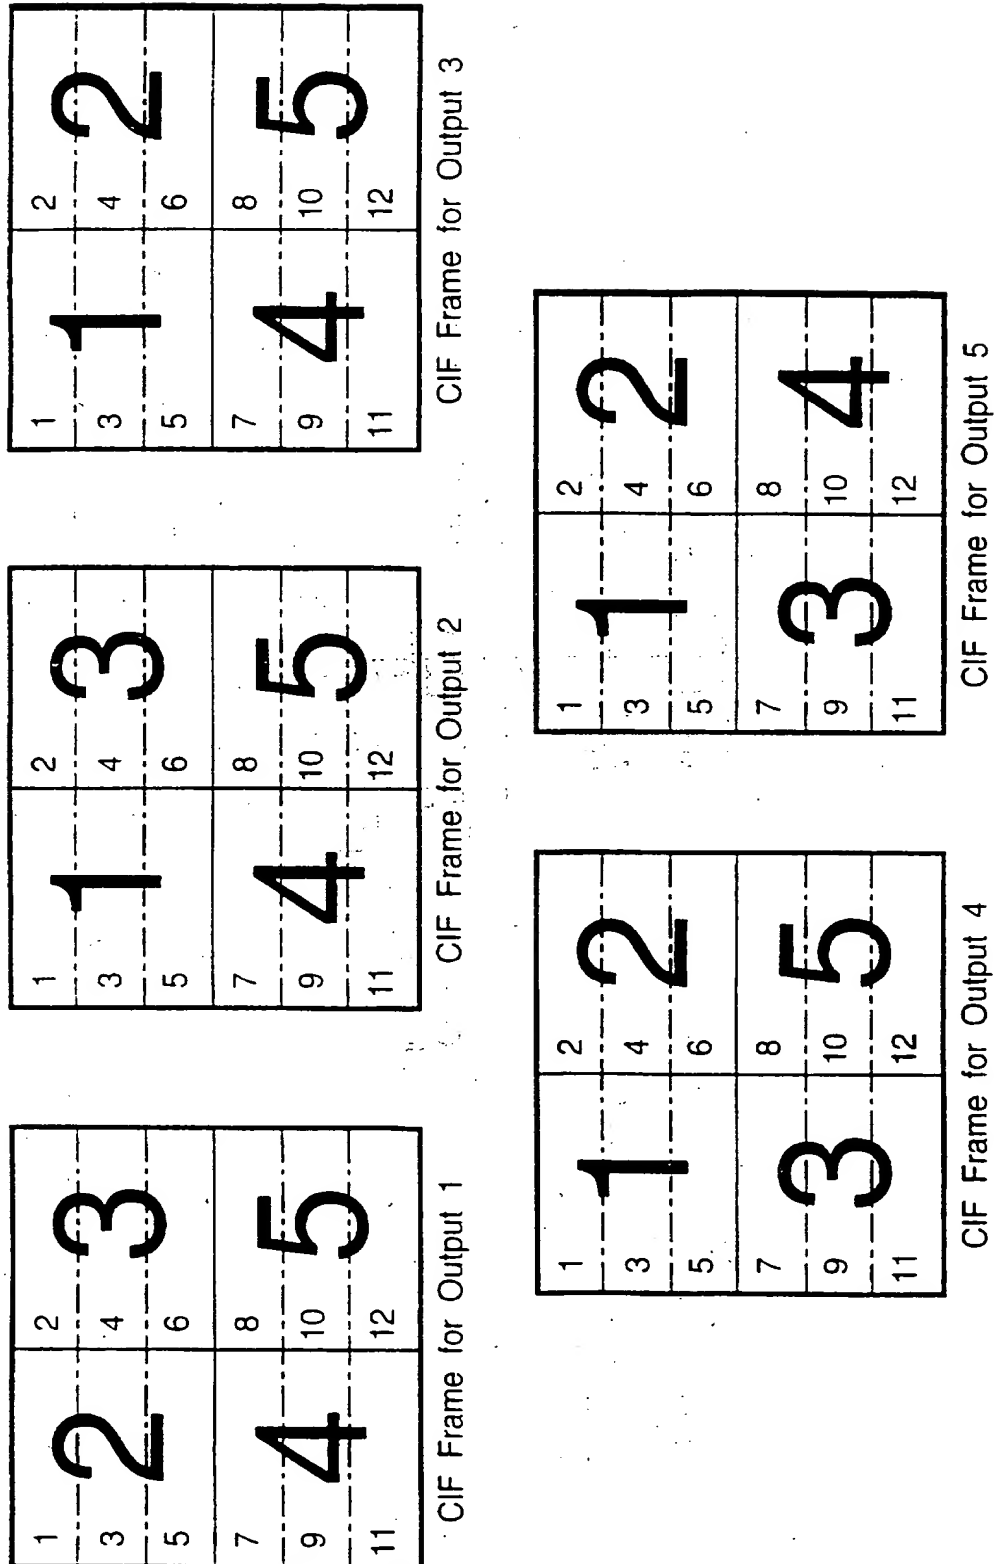 1 2
3 2 4 3
5 6
7 8
9 4 10 5
11 12
CIF Frame for Output 1
1 2
3 1 4 3
5 6
7 8
9 4 10 5
11 12
CIF Frame for Output 2
1 2
3 1 4 2
5 6
7 8
9 4 10 5
11 12
CIF Frame for Output 3
1 2
3 1 4 2
5 6
7 8
9 3 10 5
11 12
CIF Frame for Output 4
1 2
3 1 4 2
5 6
7 8
9 3 10 4
11 12
CIF Frame for Output 5